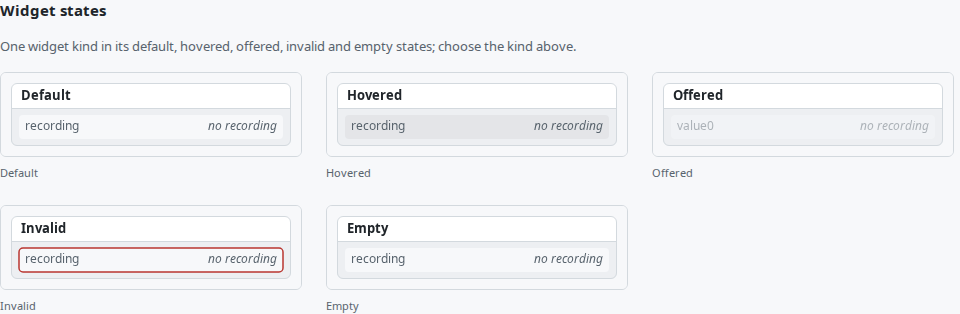 Widget states
One widget kind in its default, hovered, offered, invalid and empty states; choose the kind above.
Default
recording no recording
Default
Hovered
recording no recording
Hovered
Offered
value0 no recording
Offered
Invalid
recording no recording
Invalid
Empty
recording no recording
Empty